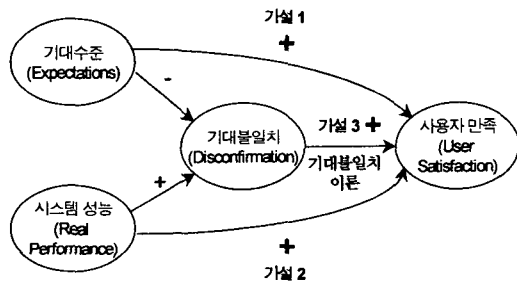 가설 1
+
기대수준
(Expectations)
-
기대불일치
(Disconfirmation)
가설 3 +
기대불일치
이론
사용자 만족
(User
Satisfaction)
+
시스템 성능
(Real
Performance)
+
가설 2